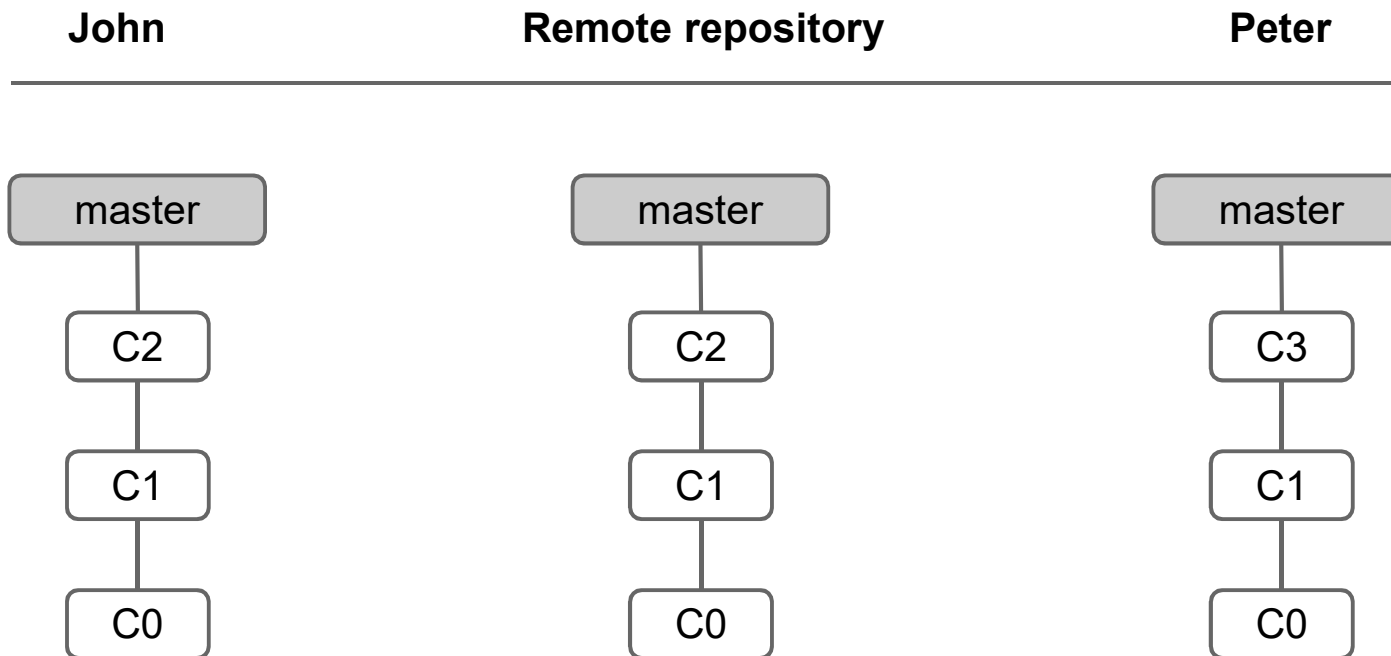 John Remote repository Peter
master master master
C2 C2 C3
C1 C1 C1
C0 C0 C0